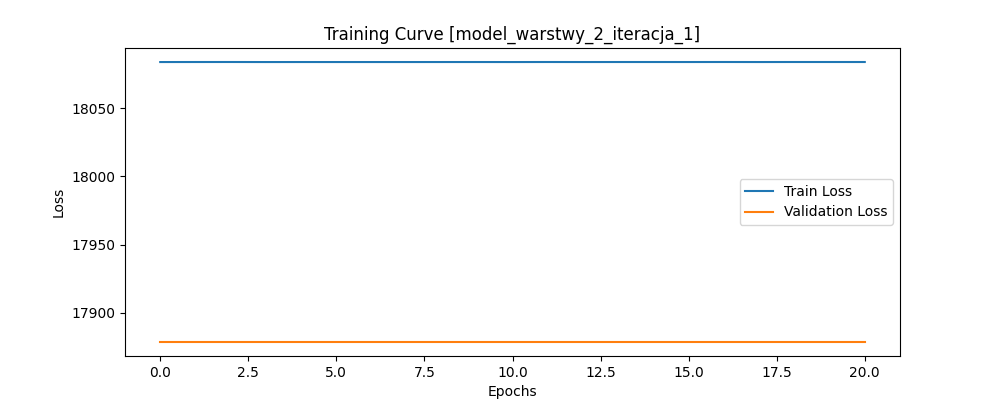 Training Curve [model_warstwy_2_iteracja_1]
18050
18000
17950
17900
Loss
Train Loss
Validation Loss
0.0 2.5 5.0 7.5 10.0 12.5 15.0 17.5 20.0
Epochs